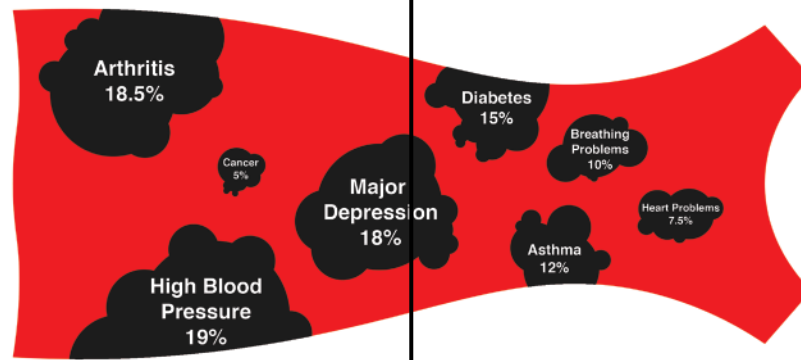 Arthritis
18.5%
Cancer
5%
High Blood
Pressure
19%
Major
Depression
18%
Diabetes
15%
Breathing
Problems
10%
Asthma
12%
Heart Problems
7.5%